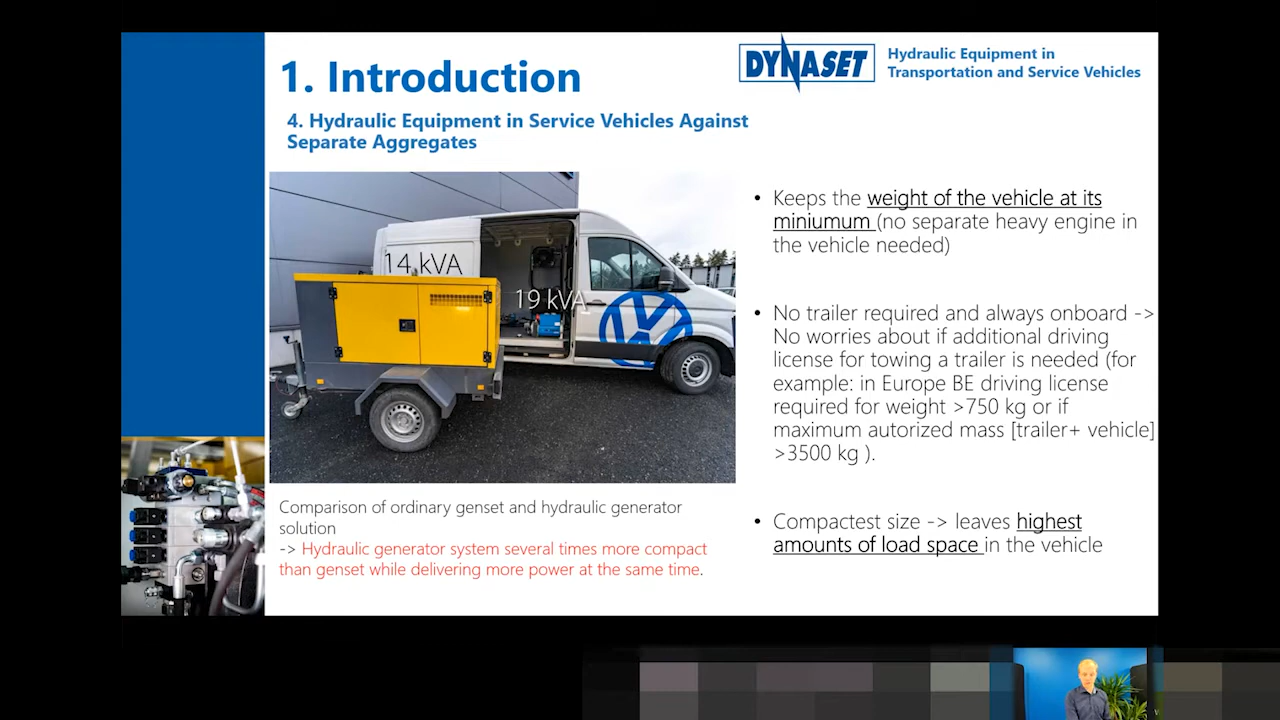 1. Introduction
DYNASET
Hydraulic Equipment in
Transportation and Service Vehicles
4. Hydraulic Equipment in Service Vehicles Against
Separate Aggregates
14 kVA
19 kVA
Comparison of ordinary genset and hydraulic generator
solution
-> Hydraulic generator system several times more compact
than genset while delivering more power at the same time.
• Keeps the weight of the vehicle at its
miniumum (no separate heavy engine in
the vehicle needed)
• No trailer required and always onboard ->
No worries about if additional driving
license for towing a trailer is needed (for
example: in Europe BE driving license
required for weight >750 kg or if
maximum autorized mass [trailer+ vehicle]
>3500 kg ).
• Compactest size -> leaves highest
amounts of load space in the vehicle